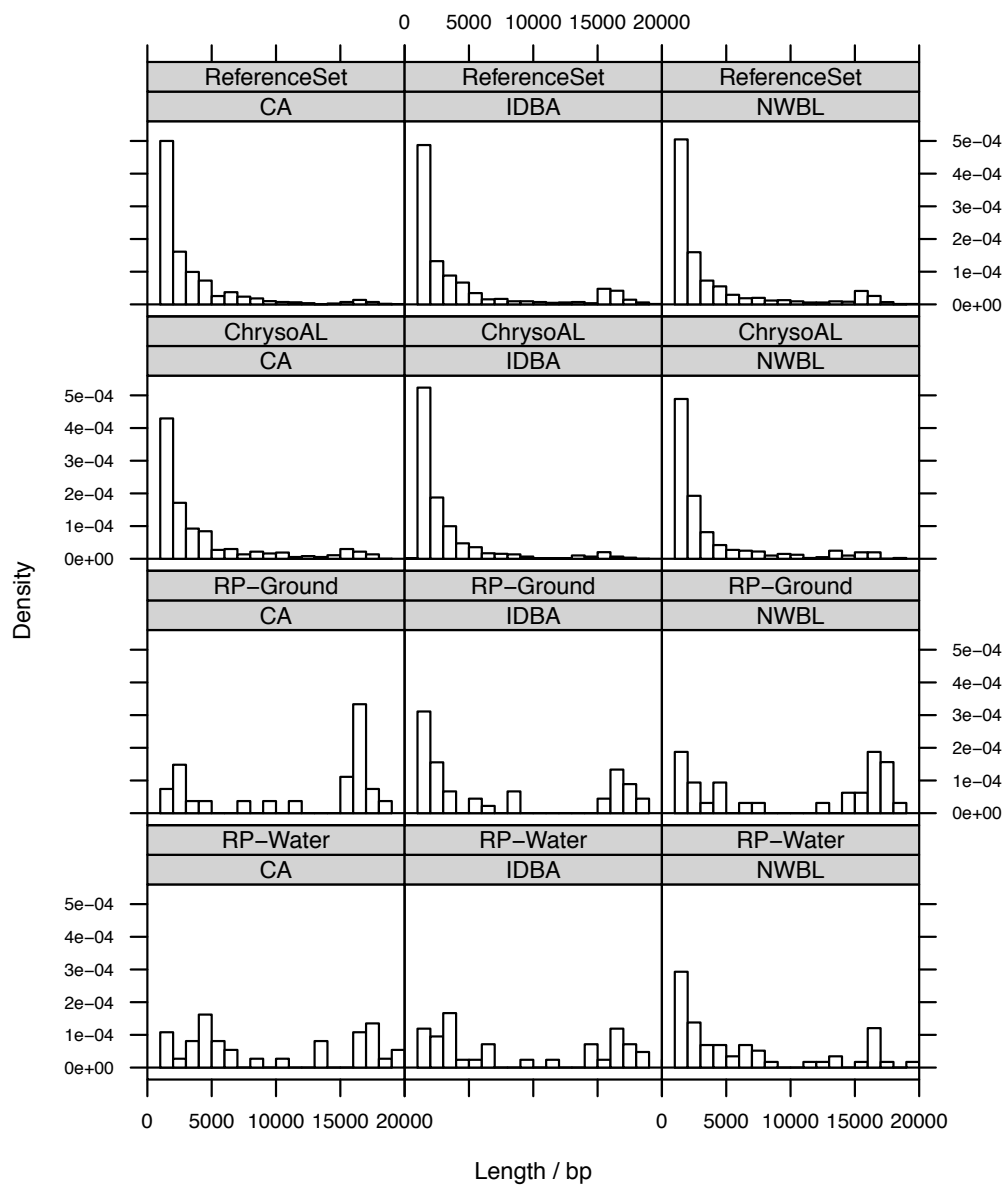 0 5000 10000 15000 20000
ReferenceSet ReferenceSet ReferenceSet
CA IDBA NWBL
5e−04
4e−04
3e−04
2e−04
1e−04
0e+00
ChrysoAL ChrysoAL ChrysoAL
CA IDBA NWBL
5e−04
4e−04
3e−04
2e−04
1e−04
0e+00
RP−Ground RP−Ground RP−Ground
CA IDBA NWBL
5e−04
4e−04
3e−04
2e−04
1e−04
0e+00
RP−Water RP−Water RP−Water
CA IDBA NWBL
5e−04
4e−04
3e−04
2e−04
1e−04
0e+00
Density
0 5000 10000 15000 20000 0 5000 10000 15000 20000
Length / bp